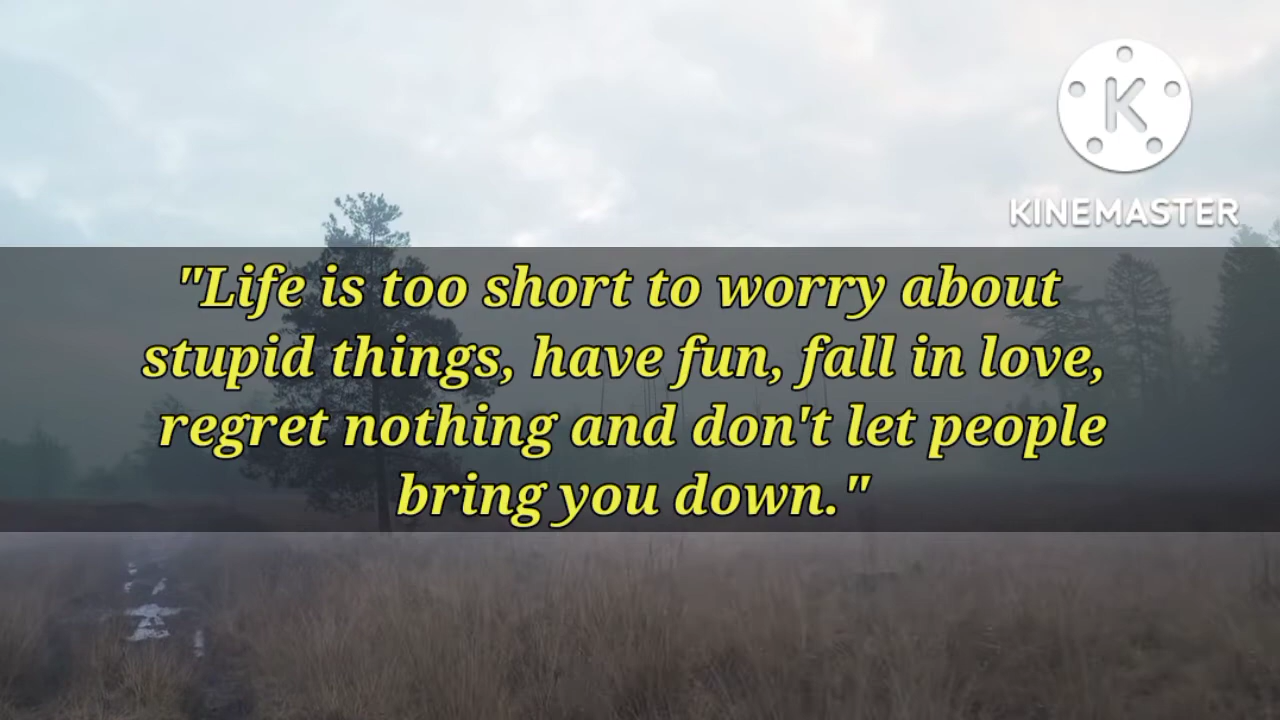 K
KINEMASTER
"Life is too short to worry about
stupid things, have fun, fall in love,
regret nothing and don't let people
bring you down."